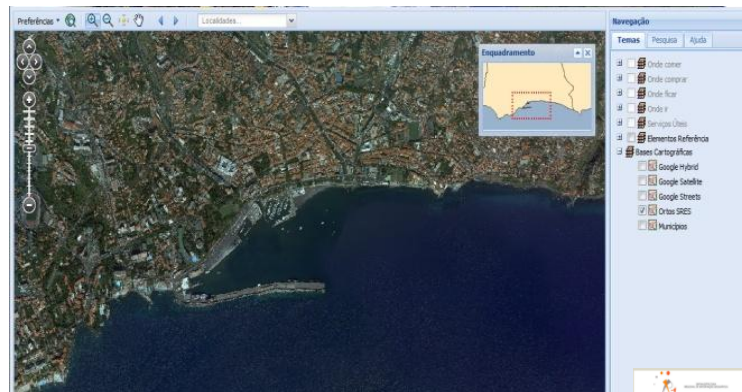 Preferências
Localidades...
Enquadramento
Navegação
Temas Pesquisa Ajuda
Onde comer
Onde comprar
Onde ficar
Onde ir
Serviços Úteis
Elementos Referência
Bases Cartográficas
Google Hybrid
Google Satellite
Google Streets
Ortos SRES
Municípios